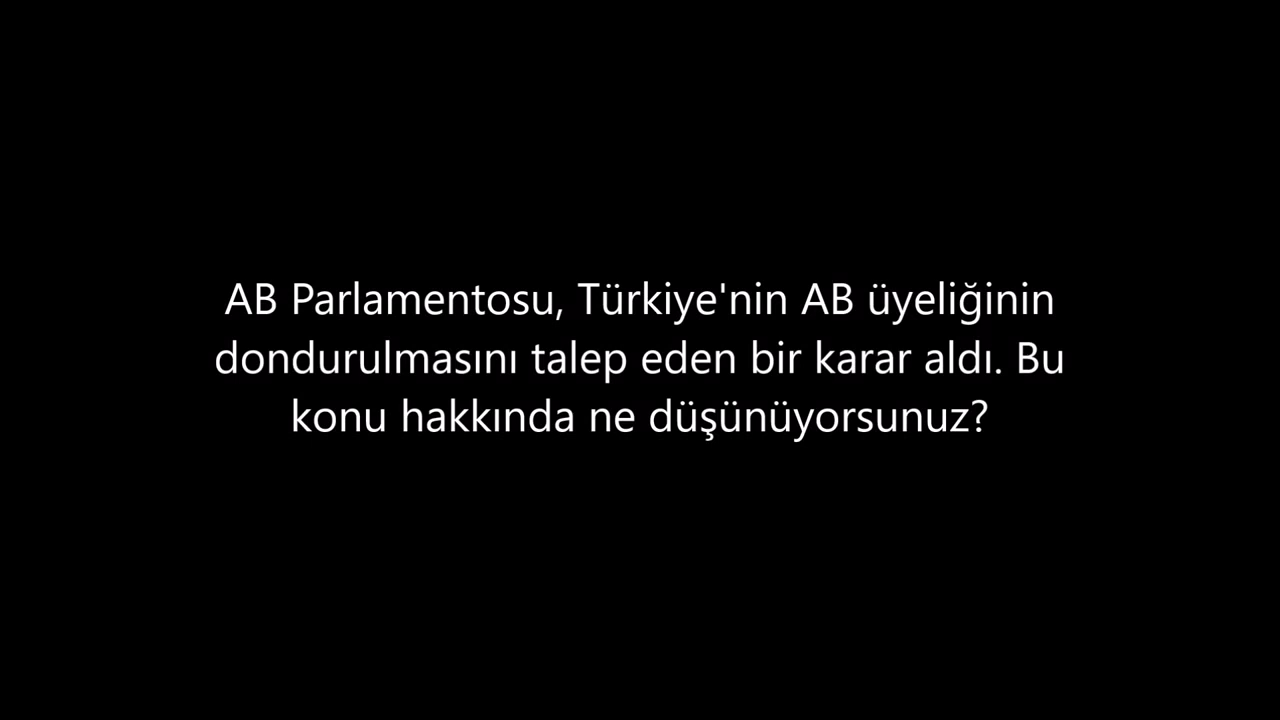 AB Parlamentosu, Türkiye'nin AB üyeliğinin
dondurulmasını talep eden bir karar aldı. Bu
konu hakkında ne düşünüyorsunuz?